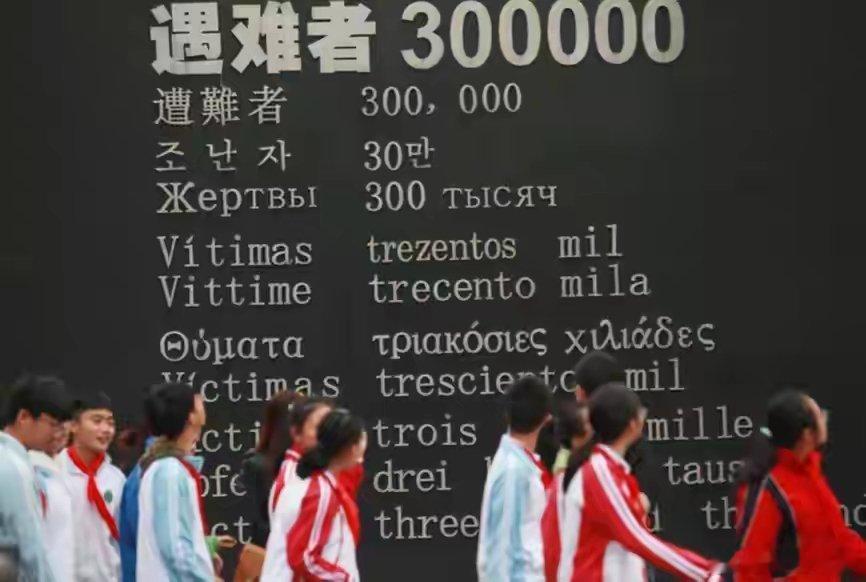 遇难者 300000
遭難者 300，000
조난자 30만
Жертвы 300 тысяч
Vítimas trezentos mil
Vittime trecento mila
Θύματα τριακόσιες χιλιάδες
Víctimas trescientos mil
trois mille
drei
three